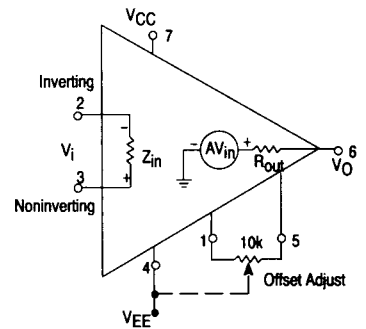 VCC
7
Inverting
2
Vi
Zin
AVin
Rout
6
VO
3
Noninverting
1
10k
5
4
Offset Adjust
VEE